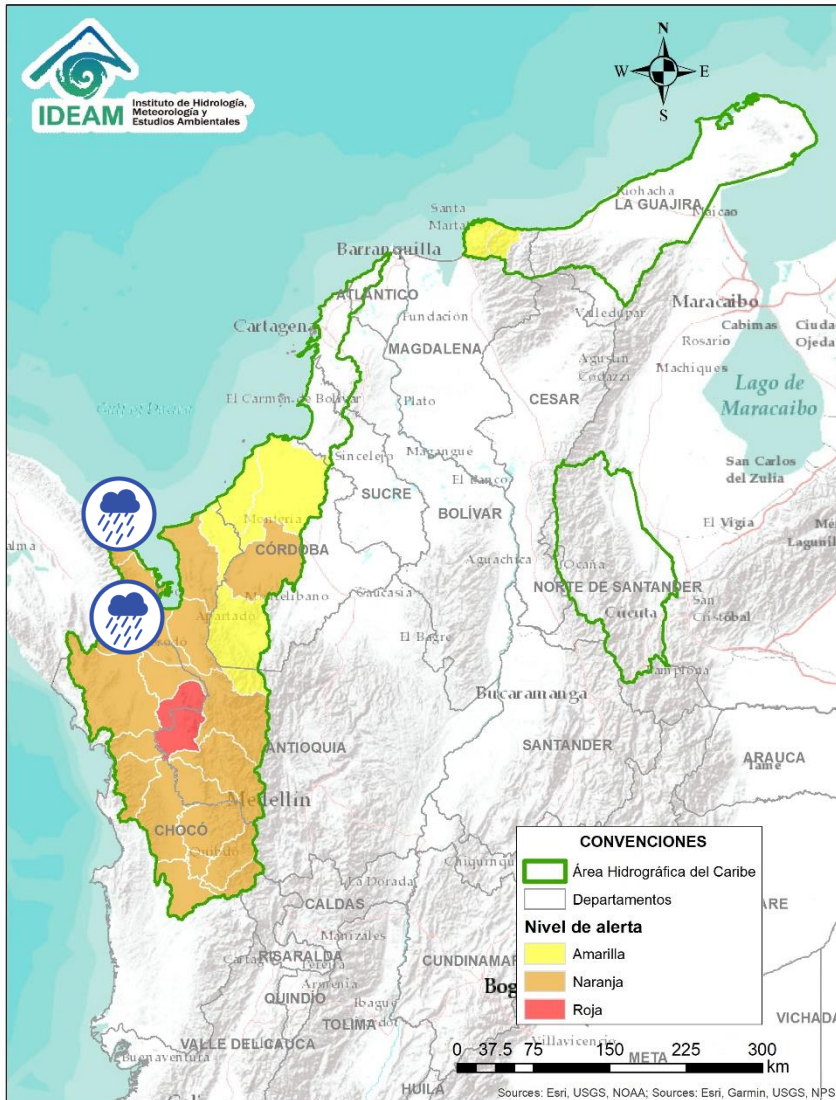 IDEAM
Instituto de Hidrología,
Meteorología y
Estudios Ambientales
N
W
E
S
Riohacha
LA GUAJIRA
Maicao
Santa
Marta
Barranquilla
ATLÁNTICO
Cartagena
Fundación
Valledupar
Maracaibo
Cabimas
Ciudad
Rosario
Ojeda
MAGDALENA
Agustín
Codazzi
Machiques
Lago de
Maracaibo
El Carmen de Bolívar
Plato
CESAR
Sincelejo
Magangué
San Carlos
del Zulia
SUCRE
El Banco
BOLÍVAR
El Vigía
Montería
CÓRDOBA
Aguachica
Ocaña
NORTE DE SANTANDER
Montelíbano
Caucasia
Apartadó
Cucuta
San
Cristóbal
El Bagre
Pamplona
Bucaramanga
ANTIOQUIA
SANTANDER
ARAUCA
Tame
Medellín
CHOCÓ
Quibdó
La Dorada
CALDAS
Manizales
RISARALDA
Pereira
Armenia
QUINDÍO
Ibagué
TOLIMA
CUNDINAMAR
Bog
VALLE DEL CAUCA
Buenaventura
Villavicencio
META
VICHADA
HUILA
CONVENCIONES
Área Hidrográfica del Caribe
Departamentos
Nivel de alerta
Amarilla
Naranja
Roja
0 37.5 75 150 225 300
km
Sources: Esri, USGS, NOAA; Sources: Esri, Garmin, USGS, NPS